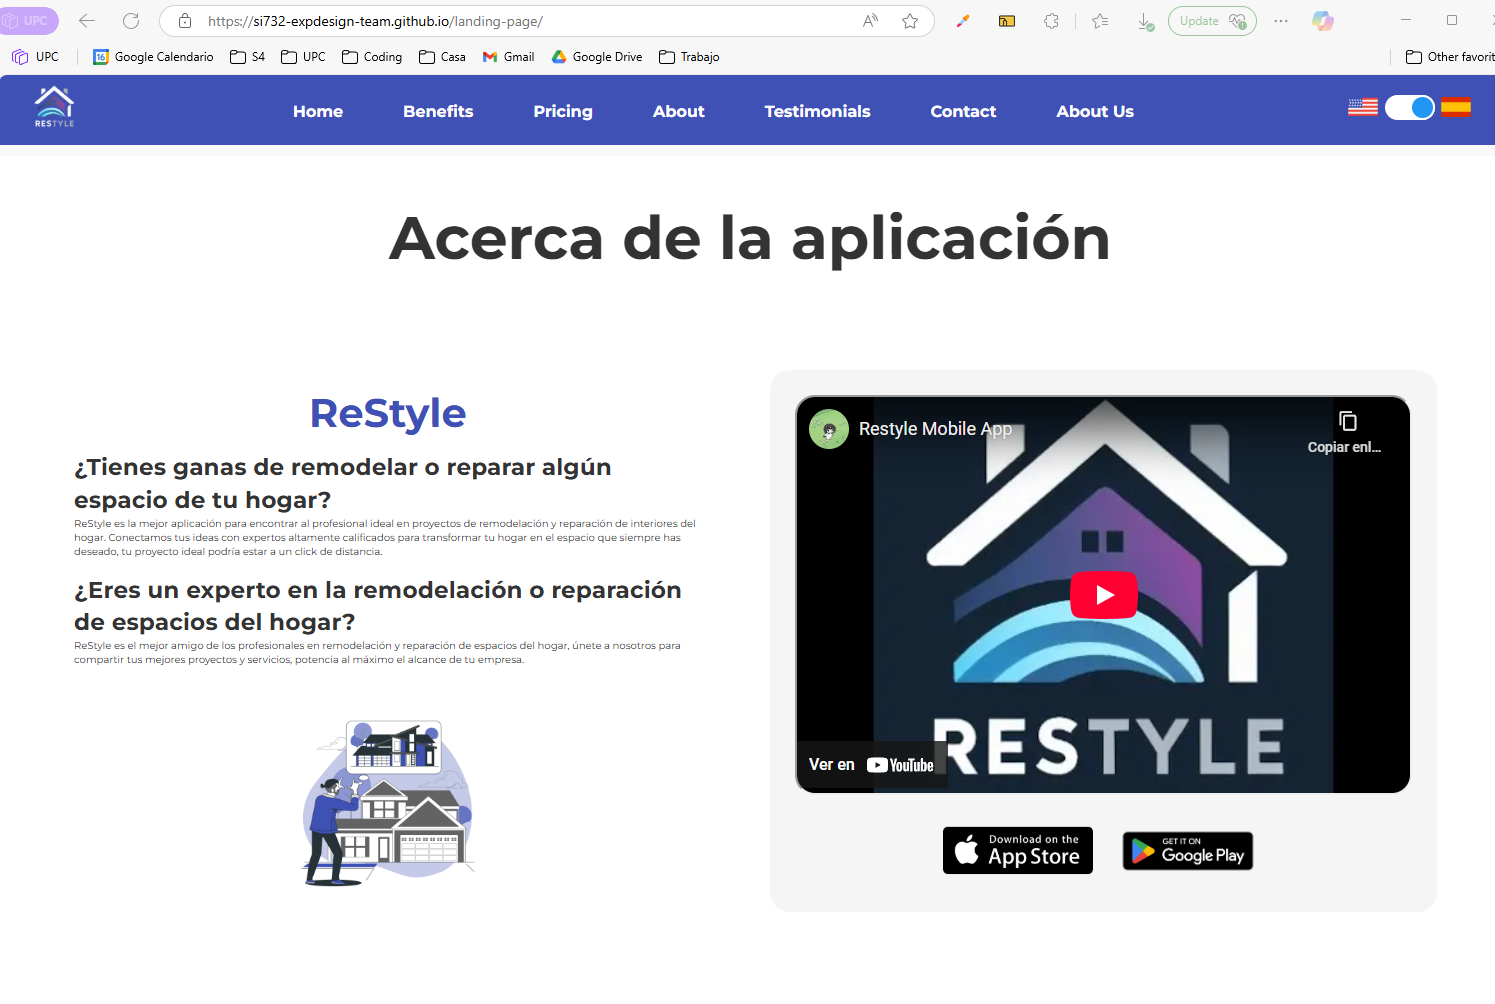 UPC
https://si732-expdesign-team.github.io/landing-page/
Update
UPC
Google Calendario
S4
UPC
Coding
Casa
Gmail
Google Drive
Trabajo
Other favorit
RESTYLE
Home
Benefits
Pricing
About
Testimonials
Contact
About Us
Acerca de la aplicación
ReStyle
¿Tienes ganas de remodelar o reparar algún
espacio de tu hogar?
ReStyle es la mejor aplicación para encontrar al profesional ideal en proyectos de remodelación y reparación de interiores del
hogar. Conectamos tus ideas con expertos altamente calificados para transformar tu hogar en el espacio que siempre has
deseado, tu proyecto ideal podría estar a un click de distancia.
¿Eres un experto en la remodelación o reparación
de espacios del hogar?
ReStyle es el mejor amigo de los profesionales en remodelación y reparación de espacios del hogar, únete a nosotros para
compartir tus mejores proyectos y servicios, potencia al máximo el alcance de tu empresa.
Restyle Mobile App
Copiar enl...
RESTYLE
Ver en YouTube
Download on the
App Store
GET IT ON
Google Play